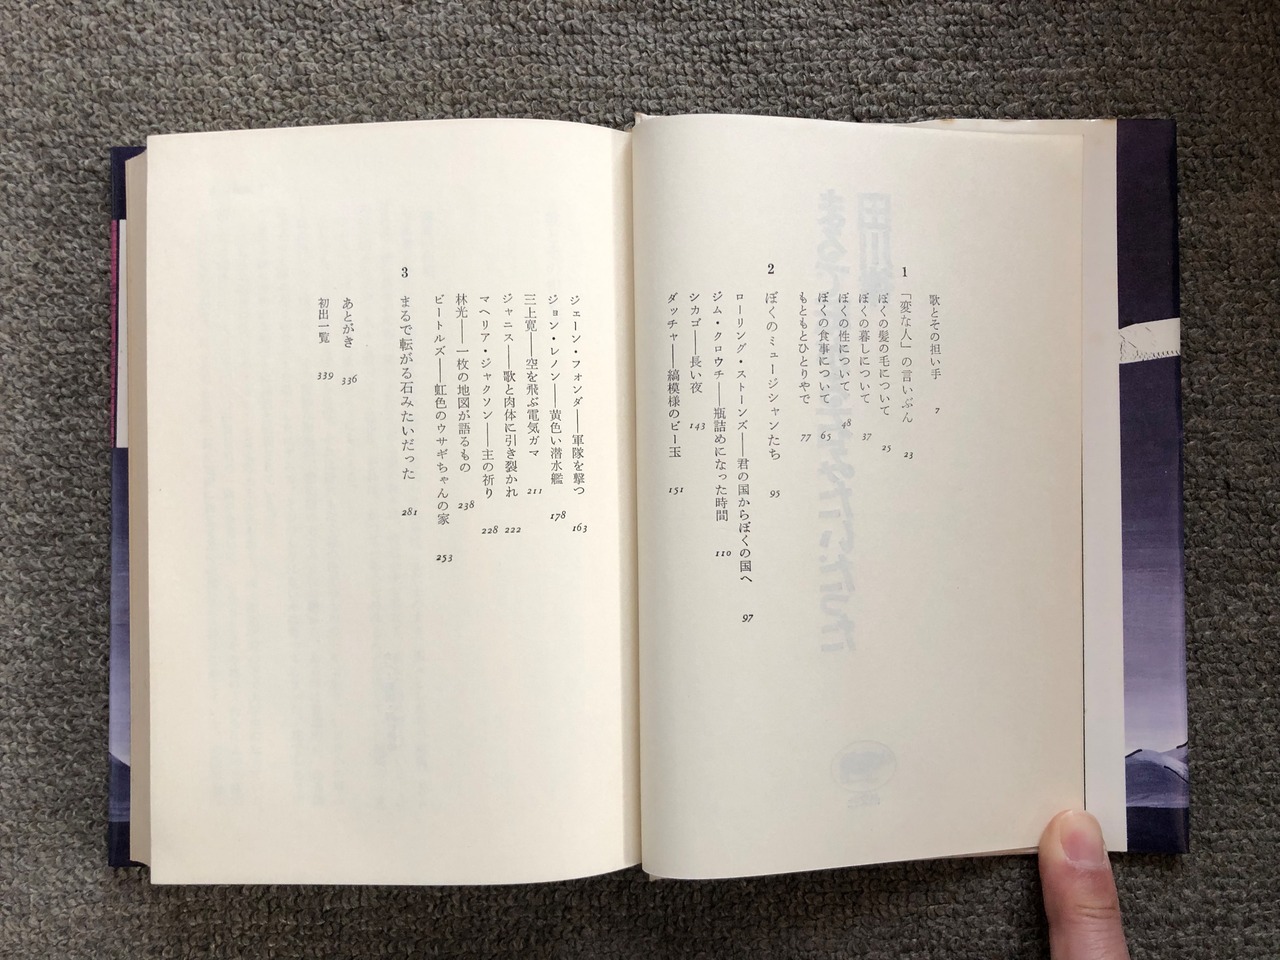 歌とその担い手 7
1
「変な人」の言いぶん 23
ぼくの髪の毛について 25
ぼくの暮しについて 37
ぼくの性について 48
ぼくの食事について 65
もともとひとりやで 77
2
ぼくのミュージシャンたち 95
ローリング・ストーンズ——君の国からぼくの国へ 97
ジム・クロウチ——瓶詰めになった時間 110
シカゴ——長い夜 143
ダッチャ——縞模様のビー玉 151
ジェーン・フォンダ——軍隊を撃つ 163
ジョン・レノン——黄色い潜水艦 178
三上寛——空を飛ぶ電気ガマ 211
ジャニス——歌と肉体に引き裂かれ 222
マヘリア・ジャクソン——主の祈り 228
林光——一枚の地図が語るもの 238
ビートルズ——虹色のウサギちゃんの家 253
3
まるで転がる石みたいだった 281
あとがき 336
初出一覧 339